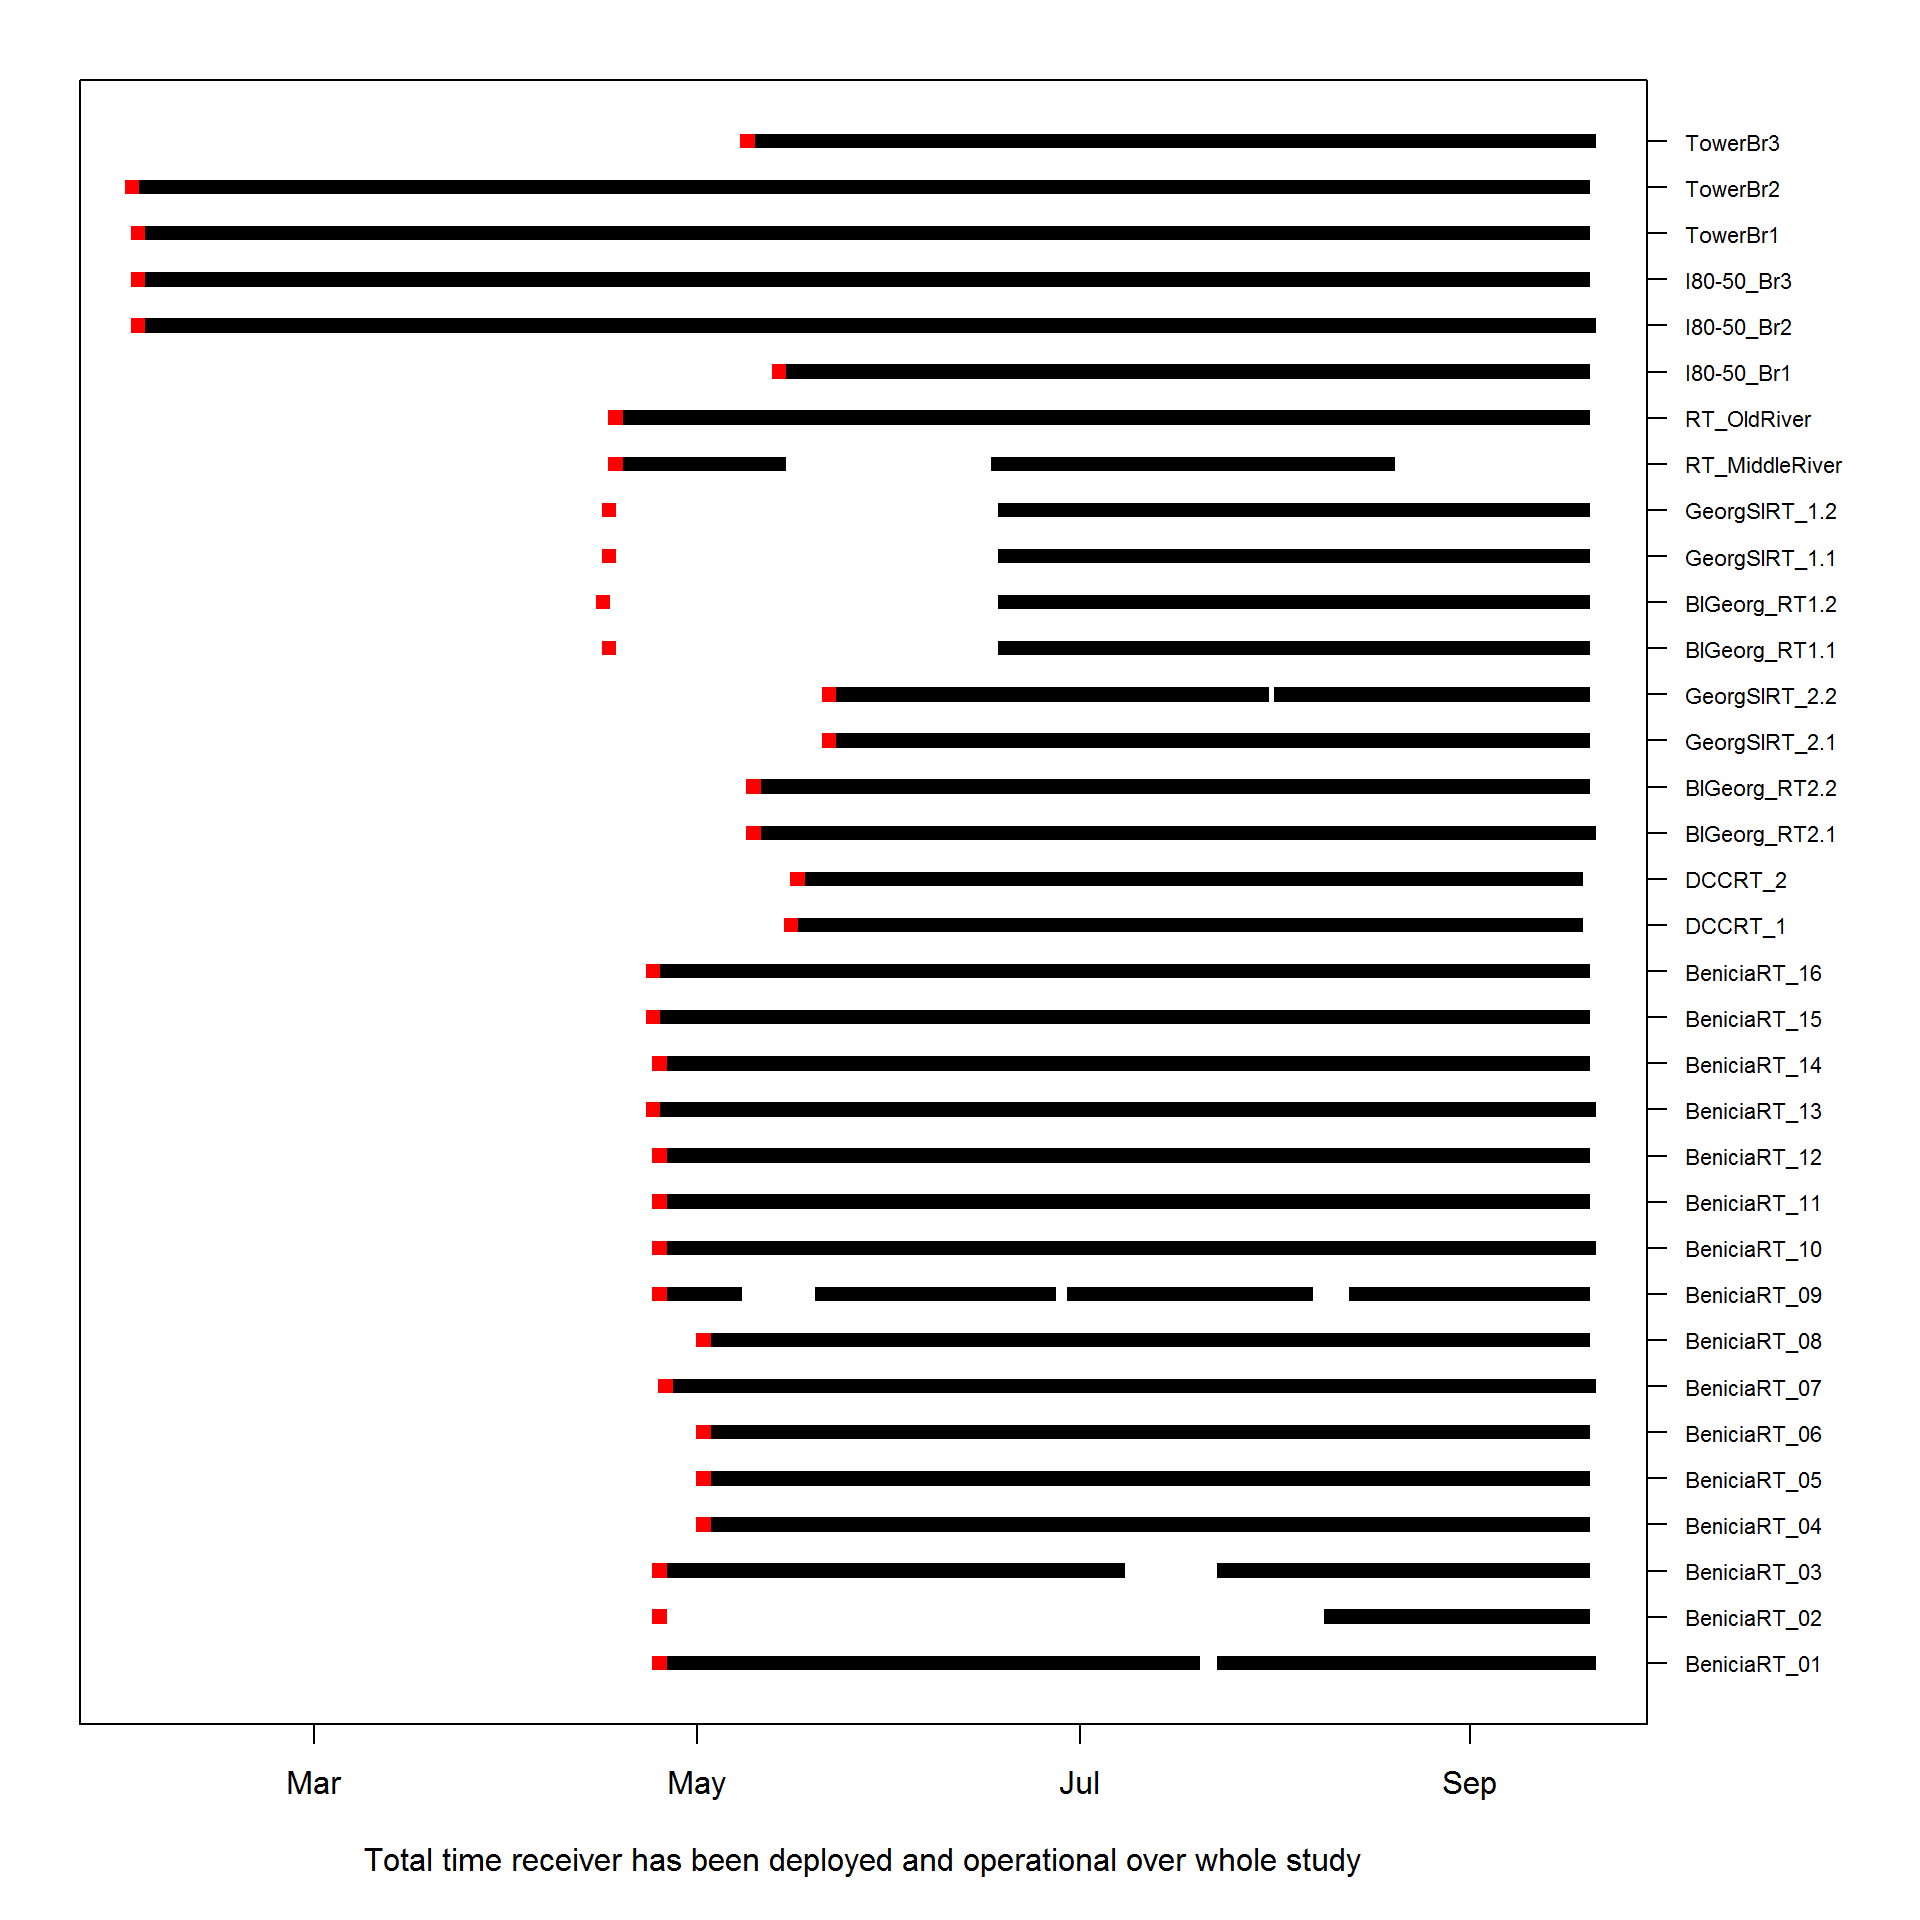 TowerBr3
TowerBr2
TowerBr1
I80-50_Br3
I80-50_Br2
I80-50_Br1
RT_OldRiver
RT_MiddleRiver
GeorgSlRT_1.2
GeorgSlRT_1.1
BlGeorg_RT1.2
BlGeorg_RT1.1
GeorgSlRT_2.2
GeorgSlRT_2.1
BlGeorg_RT2.2
BlGeorg_RT2.1
DCCRT_2
DCCRT_1
BeniciaRT_16
BeniciaRT_15
BeniciaRT_14
BeniciaRT_13
BeniciaRT_12
BeniciaRT_11
BeniciaRT_10
BeniciaRT_09
BeniciaRT_08
BeniciaRT_07
BeniciaRT_06
BeniciaRT_05
BeniciaRT_04
BeniciaRT_03
BeniciaRT_02
BeniciaRT_01
Mar May Jul Sep
Total time receiver has been deployed and operational over whole study